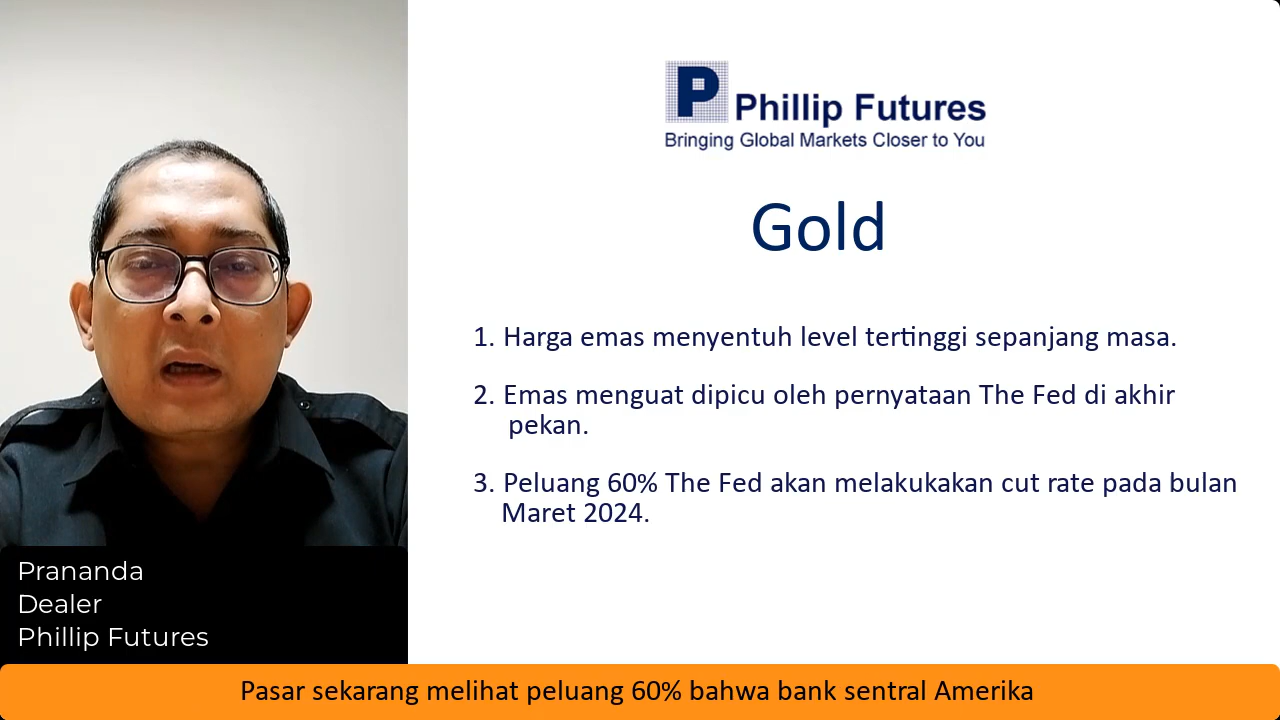 P Phillip Futures
Bringing Global Markets Closer to You
Gold
1. Harga emas menyentuh level tertinggi sepanjang masa.
2. Emas menguat dipicu oleh pernyataan The Fed di akhir
pekan.
3. Peluang 60% The Fed akan melakukakan cut rate pada bulan
Maret 2024.
Prananda
Dealer
Phillip Futures
Pasar sekarang melihat peluang 60% bahwa bank sentral Amerika